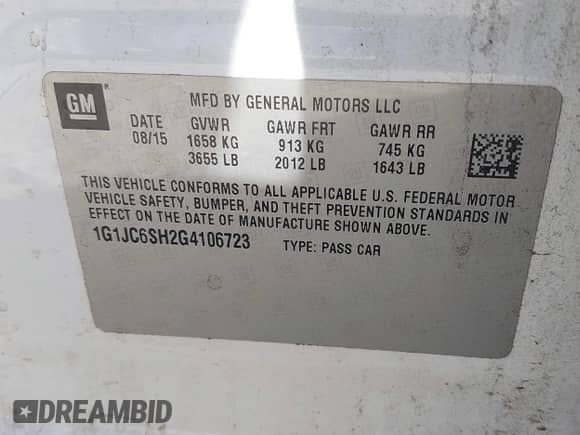 GM
MFD BY GENERAL MOTORS LLC
DATE GVWR GAWR FRT GAWR RR
08/15 1658 KG 913 KG 745 KG
3655 LB 2012 LB 1643 LB
THIS VEHICLE CONFORMS TO ALL APPLICABLE U.S. FEDERAL MOTOR
VEHICLE SAFETY, BUMPER, AND THEFT PREVENTION STANDARDS IN
EFFECT ON THE DATE OF MANUFACTURE SHOWN ABOVE.
1G1JC6SH2G4106723 TYPE: PASS CAR
DREAMBID